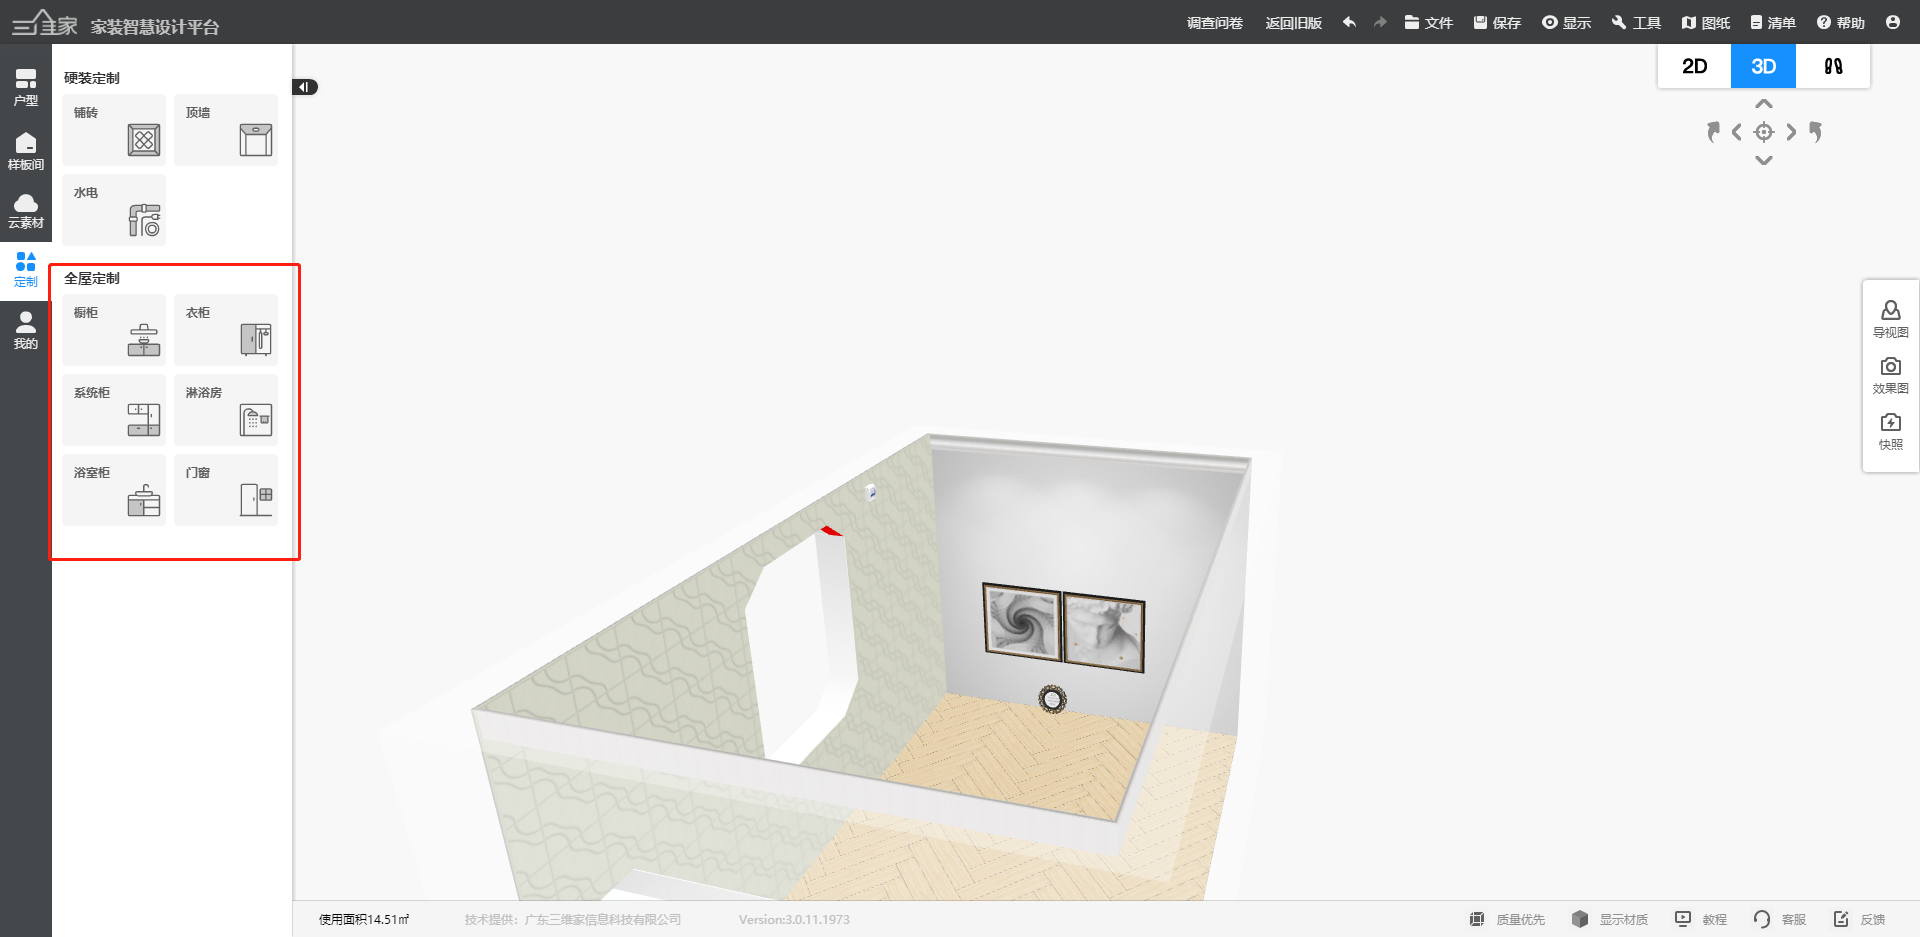 三维家 家装智慧设计平台
调查问卷 返回旧版 文件 保存 显示 工具 图纸 清单 帮助
2D 3D
户型
样板间
云素材
定制
我的
硬装定制
铺砖 顶墙
水电
全屋定制
橱柜 衣柜
系统柜 淋浴房
浴室柜 门窗
导视图
效果图
快照
使用面积14.51㎡ 技术提供：广东三维家信息科技有限公司 Version:3.0.11.1973
质量优先 显示材质 教程 客服 反馈